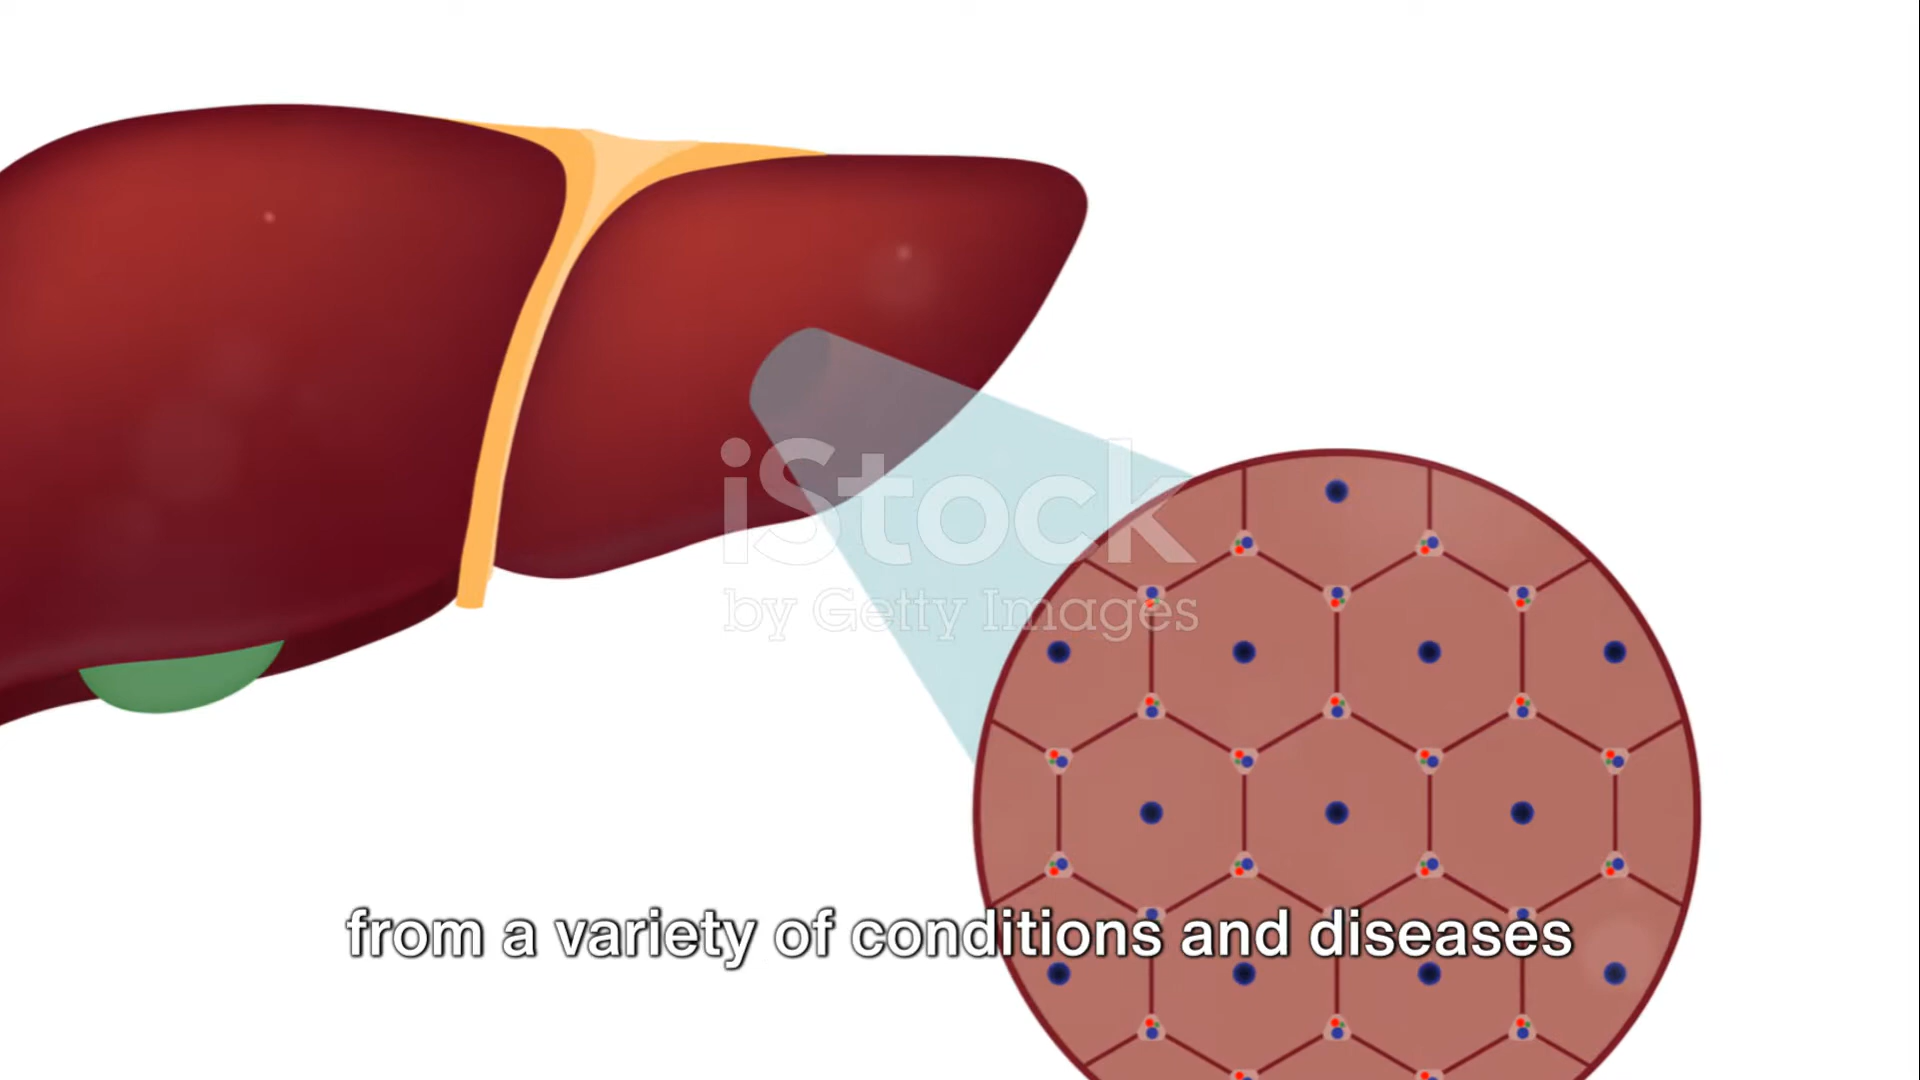 iStock
by Getty Images
from a variety of conditions and diseases